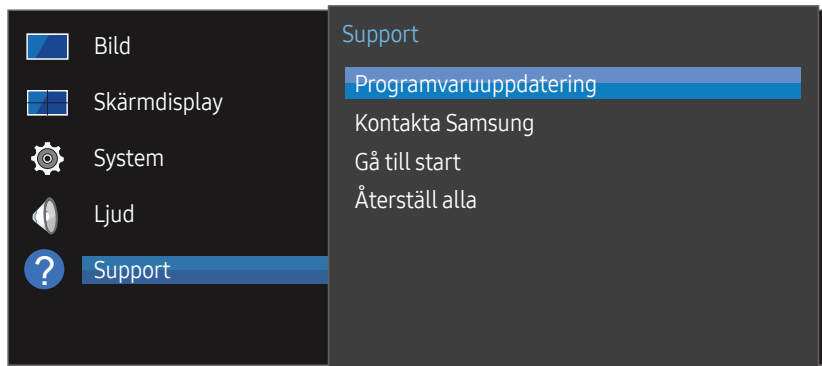 Bild
Skärmdisplay
System
Ljud
?
Support
Support
Programvaruuppdatering
Kontakta Samsung
Gå till start
Återställ alla